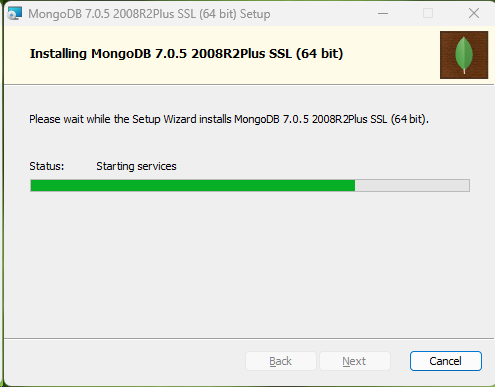 MongoDB 7.0.5 2008R2Plus SSL (64 bit) Setup
Installing MongoDB 7.0.5 2008R2Plus SSL (64 bit)
Please wait while the Setup Wizard installs MongoDB 7.0.5 2008R2Plus SSL (64 bit).
Status: Starting services
Back Next Cancel